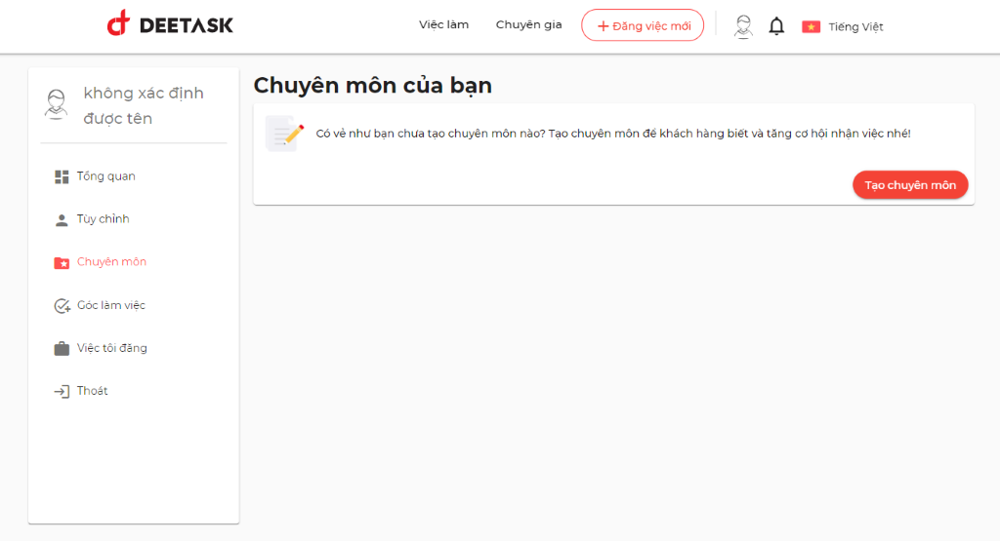 DEETASK
Việc làm
Chuyên gia
Đăng việc mới
Tiếng Việt
không xác định
được tên
Tổng quan
Tùy chỉnh
Chuyên môn
Góc làm việc
Việc tôi đăng
Thoát
Chuyên môn của bạn
Có vẻ như bạn chưa tạo chuyên môn nào? Tạo chuyên môn để khách hàng biết và tăng cơ hội nhận việc nhé!
Tạo chuyên môn